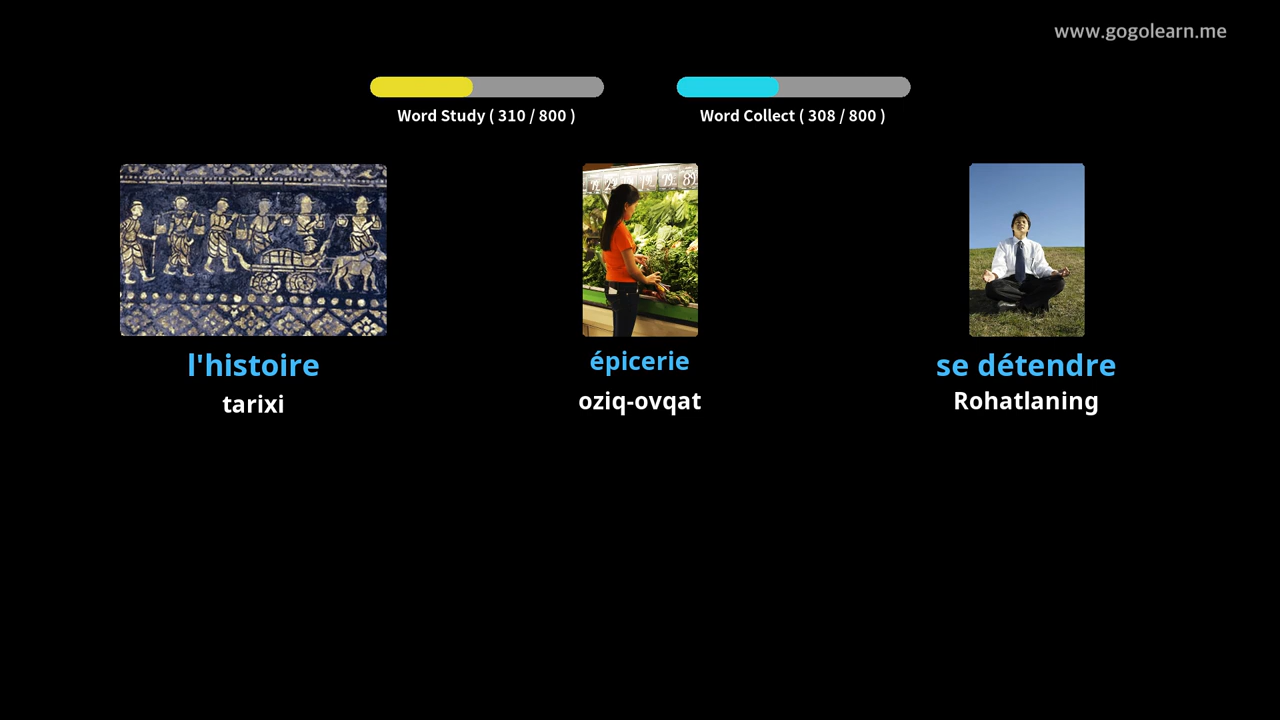 www.gogolearn.me
Word Study ( 310 / 800 )
Word Collect ( 308 / 800 )
l'histoire
tarixi
épicerie
oziq-ovqat
se détendre
Rohatlaning